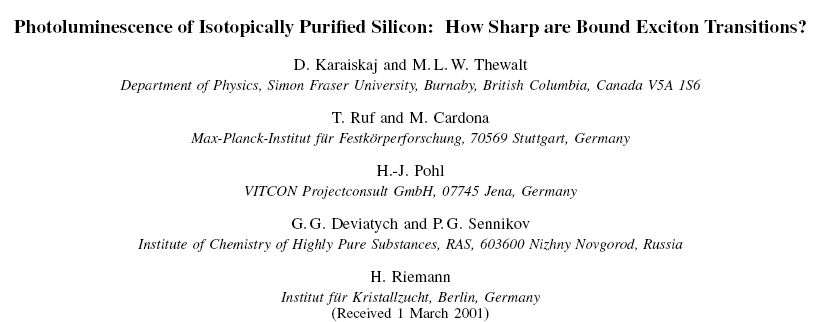 Photoluminescence of Isotopically Purified Silicon: How Sharp are Bound Exciton Transitions?
D. Karaiskaj and M. L. W. Thewalt
Department of Physics, Simon Fraser University, Burnaby, British Columbia, Canada V5A 1S6
T. Ruf and M. Cardona
Max-Planck-Institut für Festkörperforschung, 70569 Stuttgart, Germany
H.-J. Pohl
VITCON Projectconsult GmbH, 07745 Jena, Germany
G. G. Deviatych and P. G. Sennikov
Institute of Chemistry of Highly Pure Substances, RAS, 603600 Nizhny Novgorod, Russia
H. Riemann
Institut für Kristallzucht, Berlin, Germany
(Received 1 March 2001)